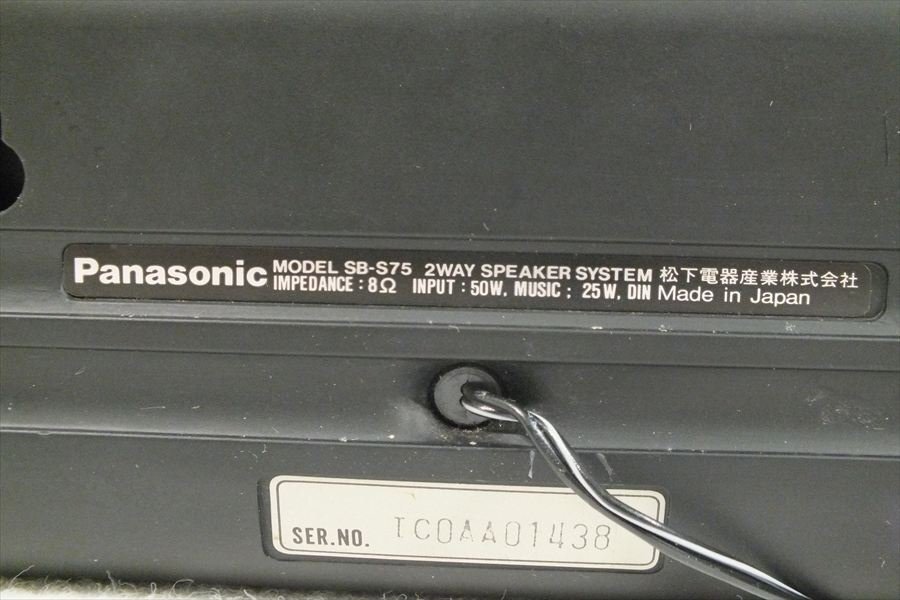 Panasonic
MODEL SB-S75 2WAY SPEAKER SYSTEM 松下電器産業株式会社
IMPEDANCE : 8Ω INPUT : 50W, MUSIC ; 25W, DIN Made in Japan
SER.NO. TC0AA01438